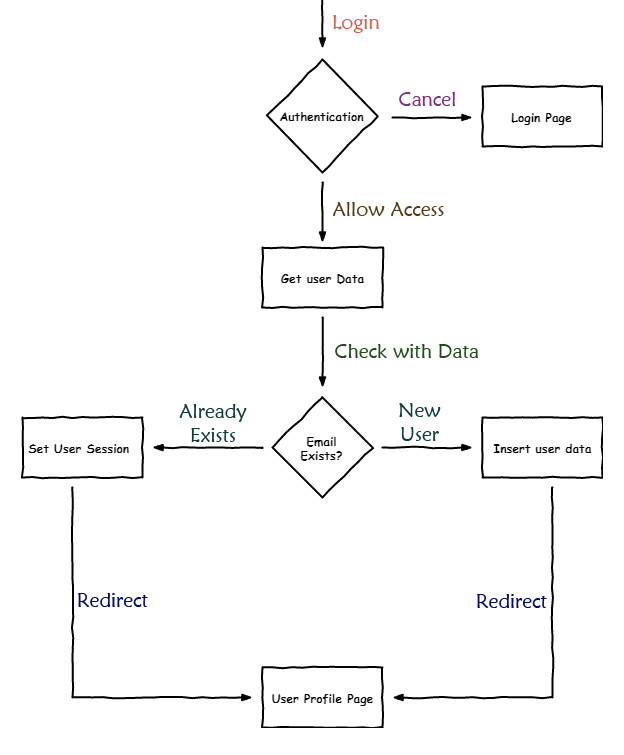 Login
Authentication
Cancel
Login Page
Allow Access
Get user Data
Check with Data
Already
Exists
New
User
Set User Session
Email
Exists?
Insert user data
Redirect
Redirect
User Profile Page